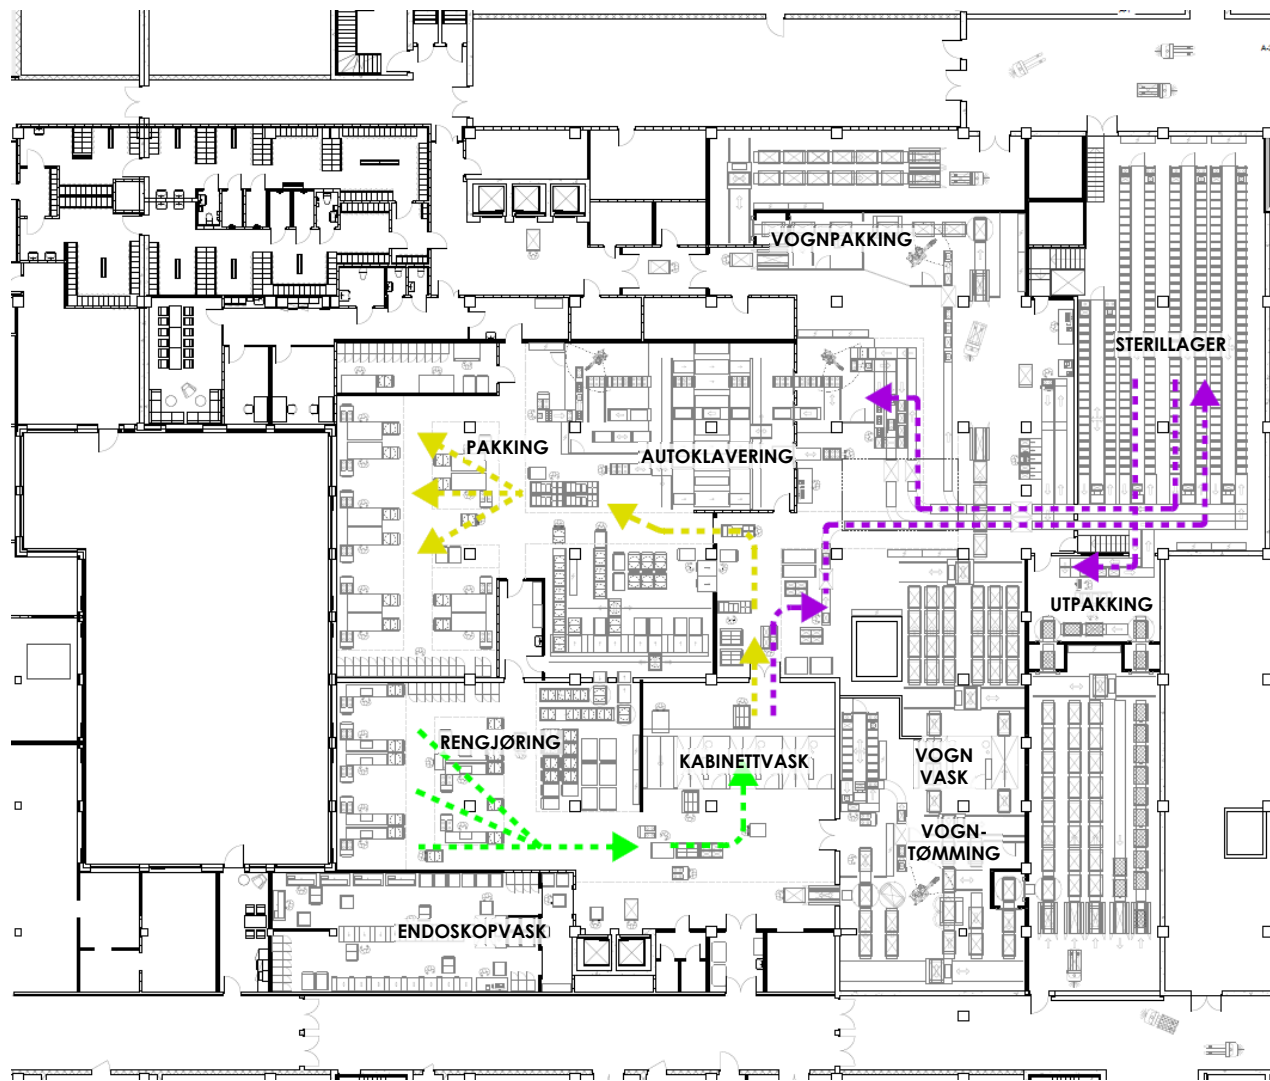 VOGNPAKKING
STERILLAGER
PAKKING
AUTOKLAVERING
UTPAKKING
RENGJØRING
KABINETTVASK
VOGN
VASK
VOGN-
TØMMING
ENDOSKOPVASK